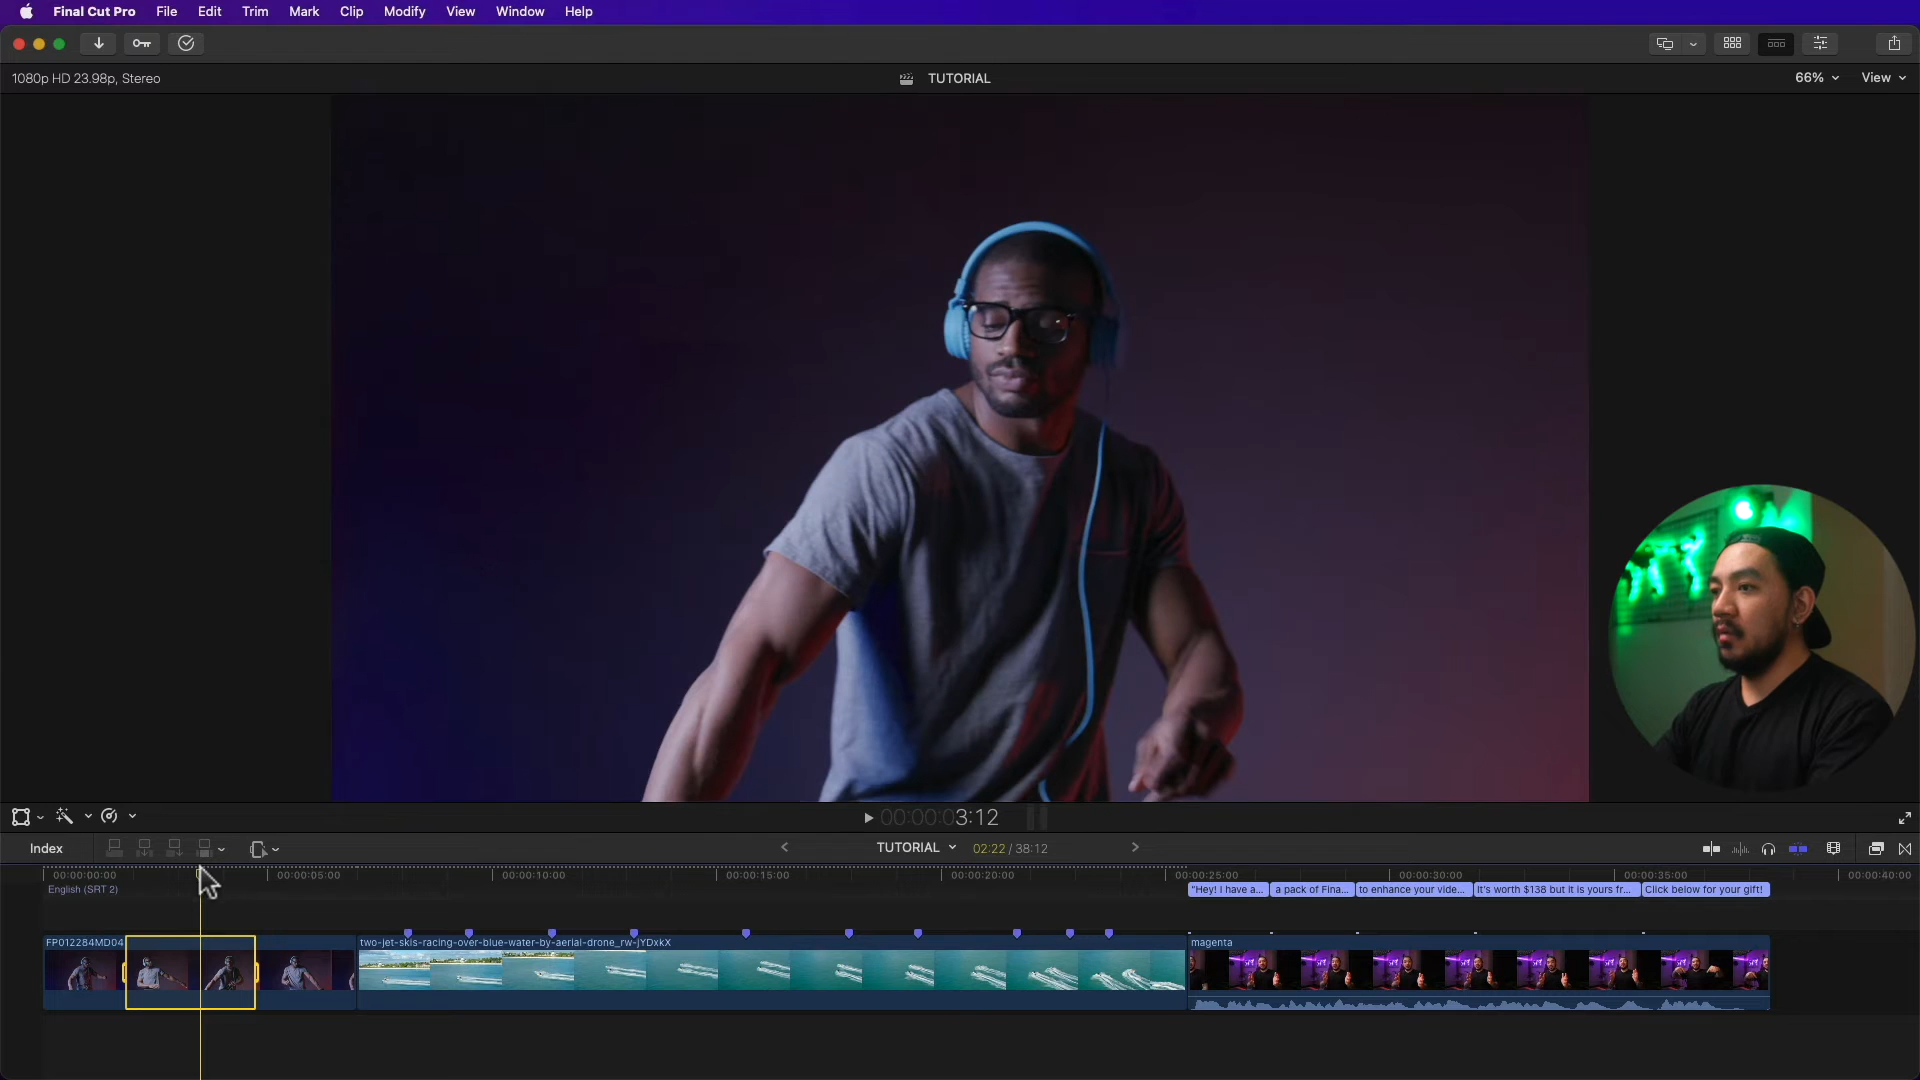 Final Cut Pro File Edit Trim Mark Clip Modify View Window Help
1080p HD 23.98p, Stereo TUTORIAL 66% View
00:00:03:12
Index TUTORIAL 02:22 / 38:12
00:00:00:00 00:00:05:00 00:00:10:00 00:00:15:00 00:00:20:00 00:00:25:00 00:00:30:00 00:00:35:00 00:00:40:00
English (SRT 2) "Hey! I have a... a pack of Fina... to enhance your vide... It's worth $138 but it is yours fr... Click below for your gift!
FP012284MD04 two-jet-skis-racing-over-blue-water-by-aerial-drone_rw-jYDxkX magenta